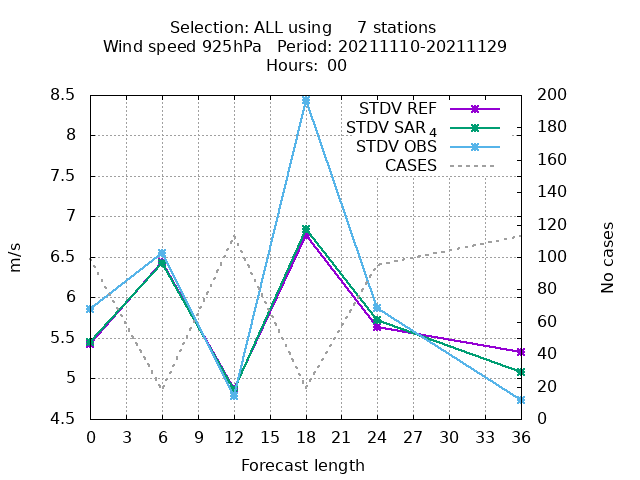 Selection: ALL using 7 stations
Wind speed 925hPa Period: 20211110-20211129
Hours: 00
8.5 200
STDV REF
8 180
STDV SAR 4
STDV OBS
7.5 160
CASES
140
7 120
6.5 100
6 80
5.5 60
5 40
20
4.5 0
m/s
No cases
0 3 6 9 12 15 18 21 24 27 30 33 36
Forecast length